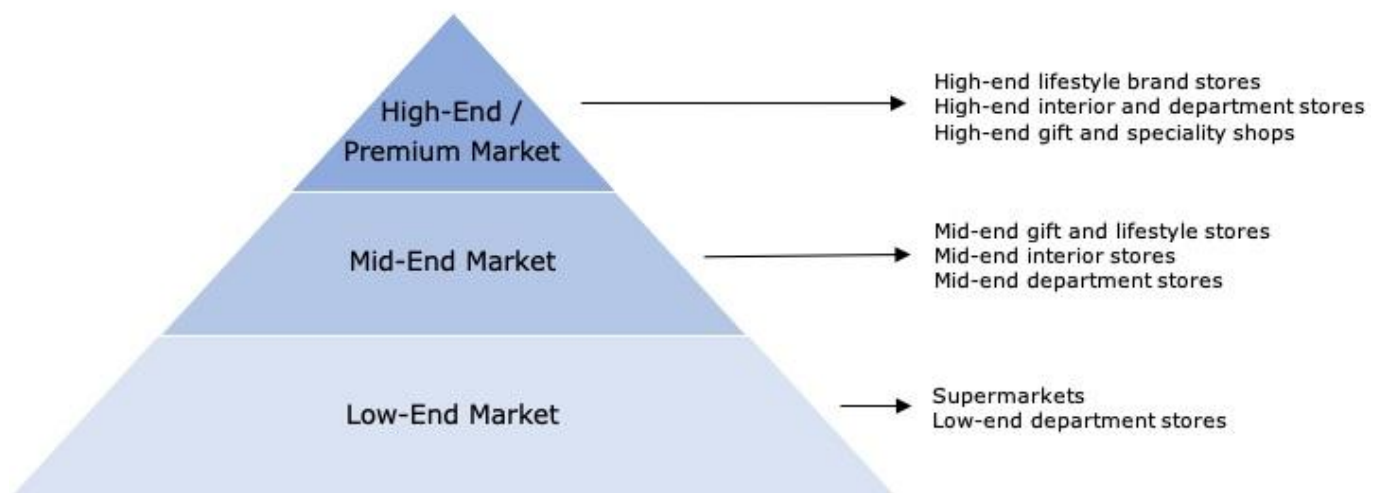 High-End /
Premium Market
High-end lifestyle brand stores
High-end interior and department stores
High-end gift and speciality shops
Mid-End Market
Mid-end gift and lifestyle stores
Mid-end interior stores
Mid-end department stores
Low-End Market
Supermarkets
Low-end department stores